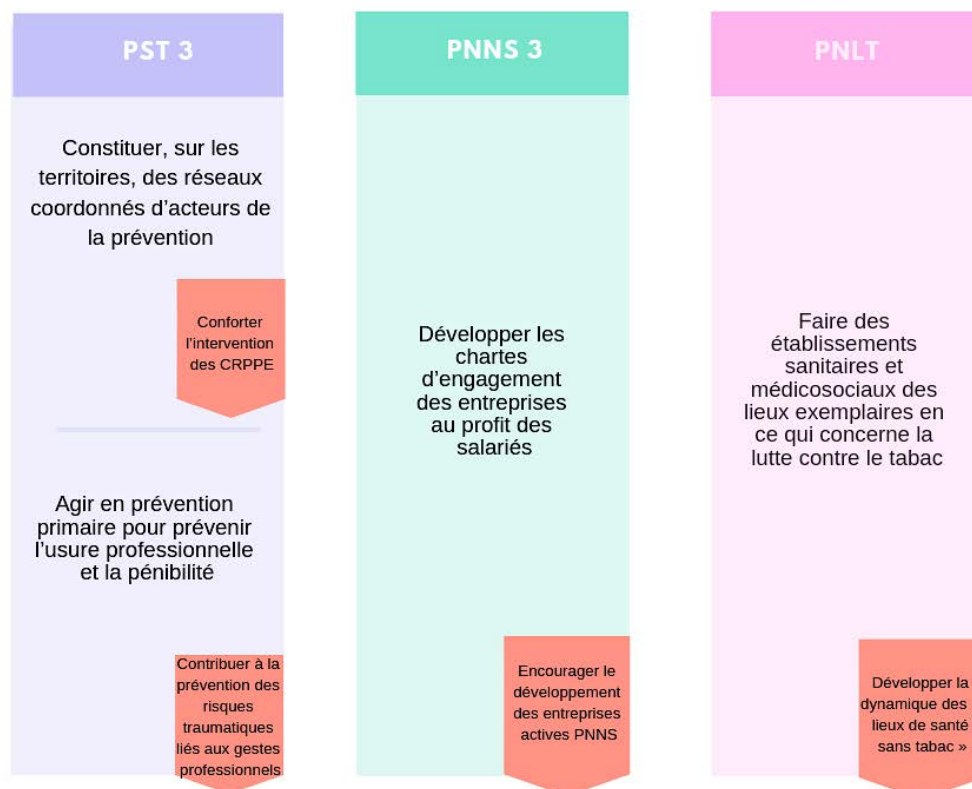 PST 3
Constituer, sur les
territoires, des réseaux
coordonnés d'acteurs de
la prévention
Conforter
l'intervention
des CRPPE
Agir en prévention
primaire pour prévenir
l'usure professionnelle
et la pénibilité
Contribuer à la
prévention des
risques
traumatiques
liés aux gestes
professionnels
PNNS 3
Développer les
chartes
d'engagement
des entreprises
au profit des
salariés
Encourager le
développement
des entreprises
actives PNNS
PNLT
Faire des
établissements
sanitaires et
médicosociaux des
lieux exemplaires en
ce qui concerne la
lutte contre le tabac
Développer la
dynamique des
lieux de santé
sans tabac »